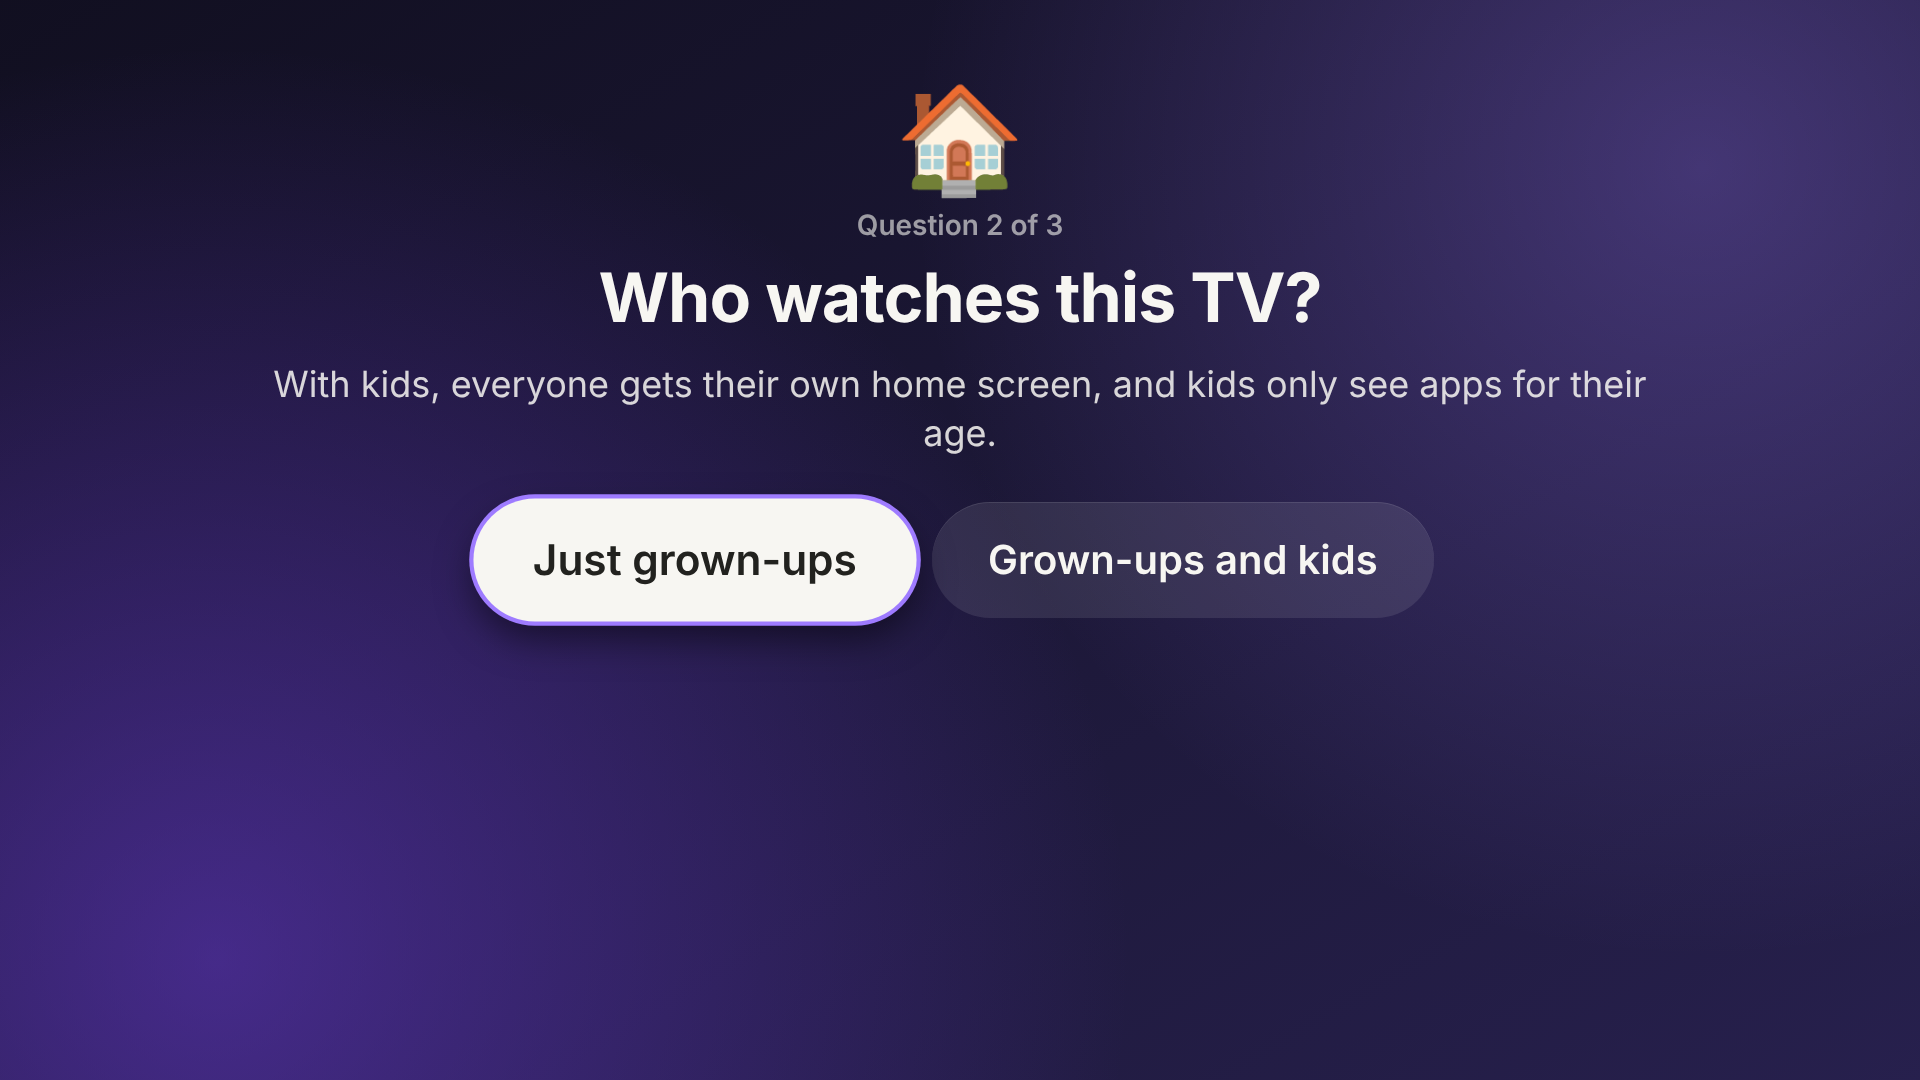 Question 2 of 3
Who watches this TV?
With kids, everyone gets their own home screen, and kids only see apps for their
age.
Just grown-ups
Grown-ups and kids